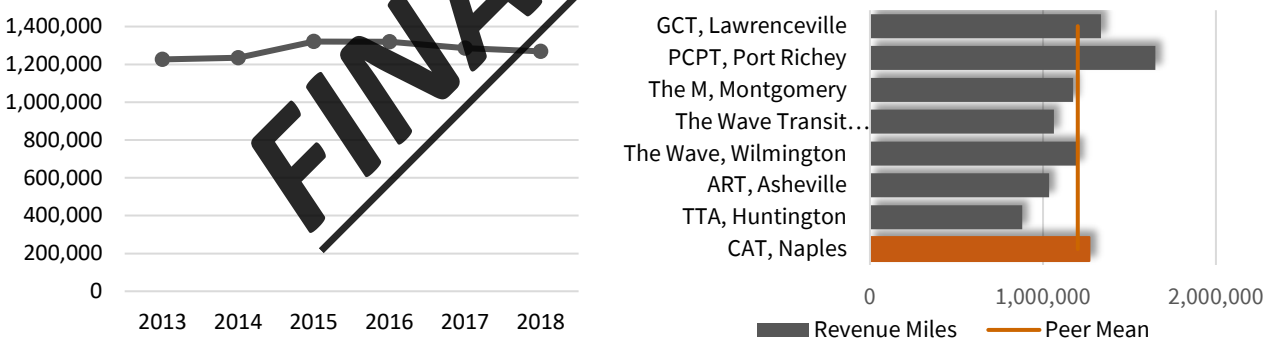 1,400,000
1,200,000
1,000,000
800,000
600,000
400,000
200,000
0
2013 2014 2015 2016 2017 2018
FINA
GCT, Lawrenceville
PCPT, Port Richey
The M, Montgomery
The Wave Transit…
The Wave, Wilmington
ART, Asheville
TTA, Huntington
CAT, Naples
0 1,000,000 2,000,000
Revenue Miles Peer Mean